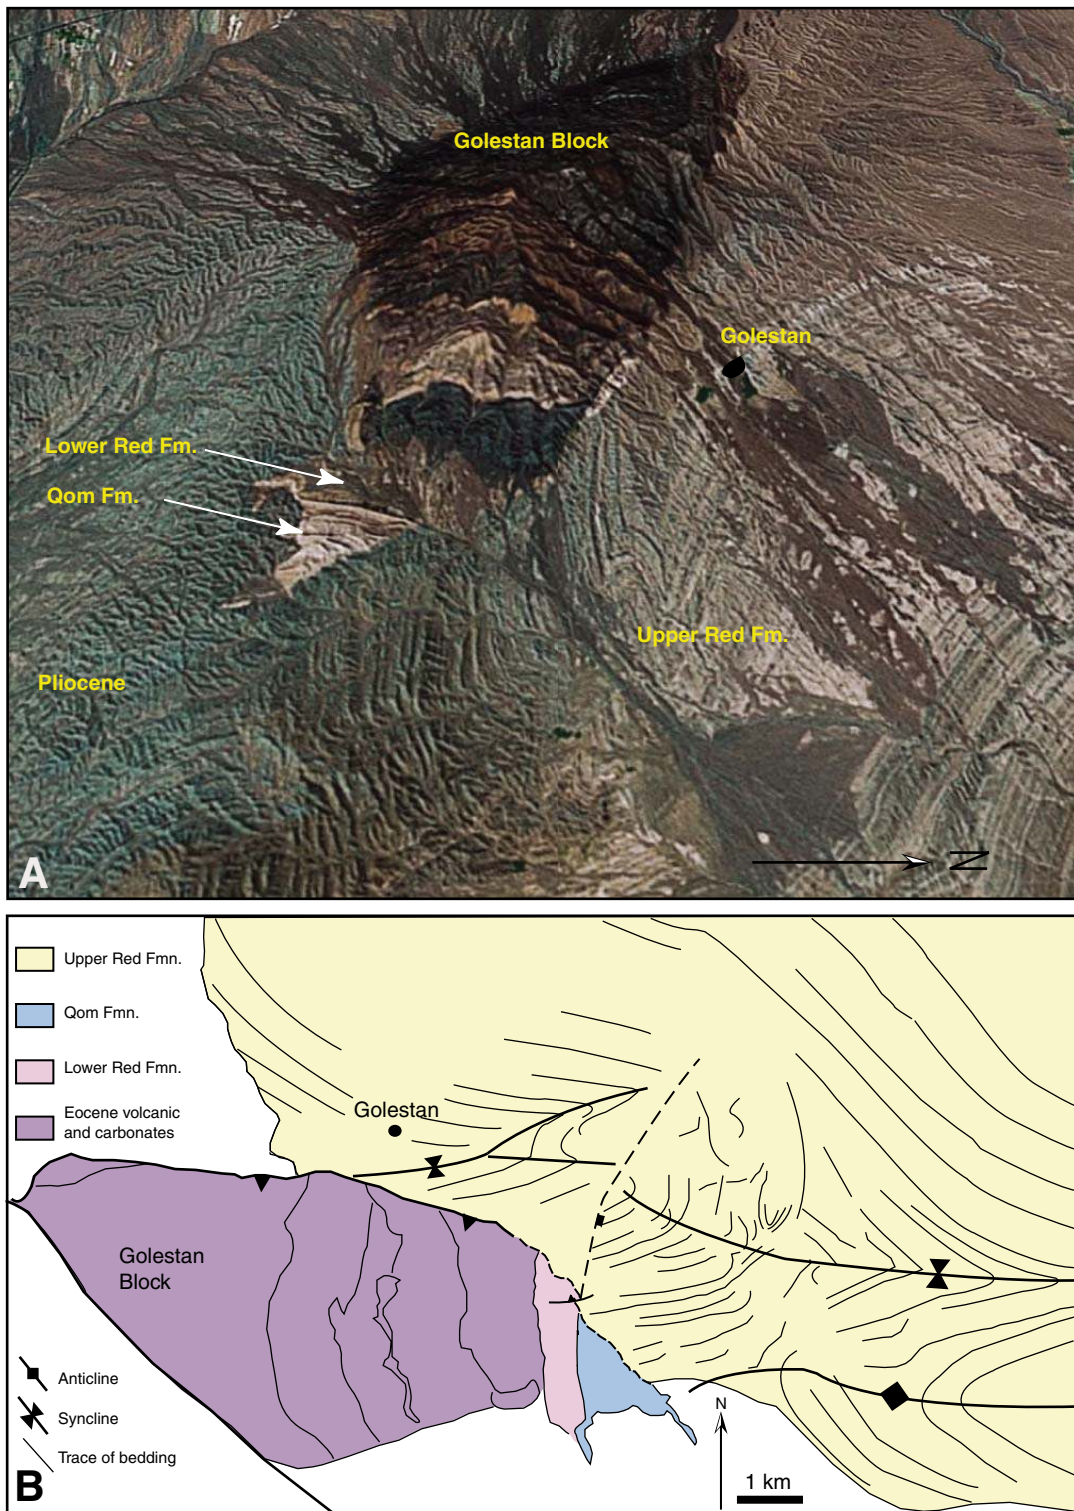 Golestan Block
Golestan
Lower Red Fm.
Qom Fm.
Upper Red Fm.
Pliocene
A
N
Upper Red Fmn.
Qom Fmn.
Lower Red Fmn.
Eocene volcanic
and carbonates
Golestan
Golestan
Block
Anticline
Syncline
Trace of bedding
B
N
1 km